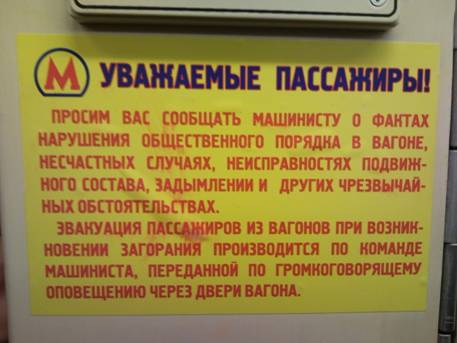 М УВАЖАЕМЫЕ ПАССАЖИРЫ!
ПРОСИМ ВАС СООБЩАТЬ МАШИНИСТУ О ФАКТАХ
НАРУШЕНИЯ ОБЩЕСТВЕННОГО ПОРЯДКА В ВАГОНЕ,
НЕСЧАСТНЫХ СЛУЧАЯХ, НЕИСПРАВНОСТЯХ ПОДВИЖ-
НОГО СОСТАВА, ЗАДЫМЛЕНИИ И ДРУГИХ ЧРЕЗВЫЧАЙ-
НЫХ ОБСТОЯТЕЛЬСТВАХ.
ЭВАКУАЦИЯ ПАССАЖИРОВ ИЗ ВАГОНОВ ПРИ ВОЗНИК-
НОВЕНИИ ЗАГОРАНИЯ ПРОИЗВОДИТСЯ ПО КОМАНДЕ
МАШИНИСТА, ПЕРЕДАННОЙ ПО ГРОМКОГОВОРЯЩЕМУ
ОПОВЕЩЕНИЮ ЧЕРЕЗ ДВЕРИ ВАГОНА.